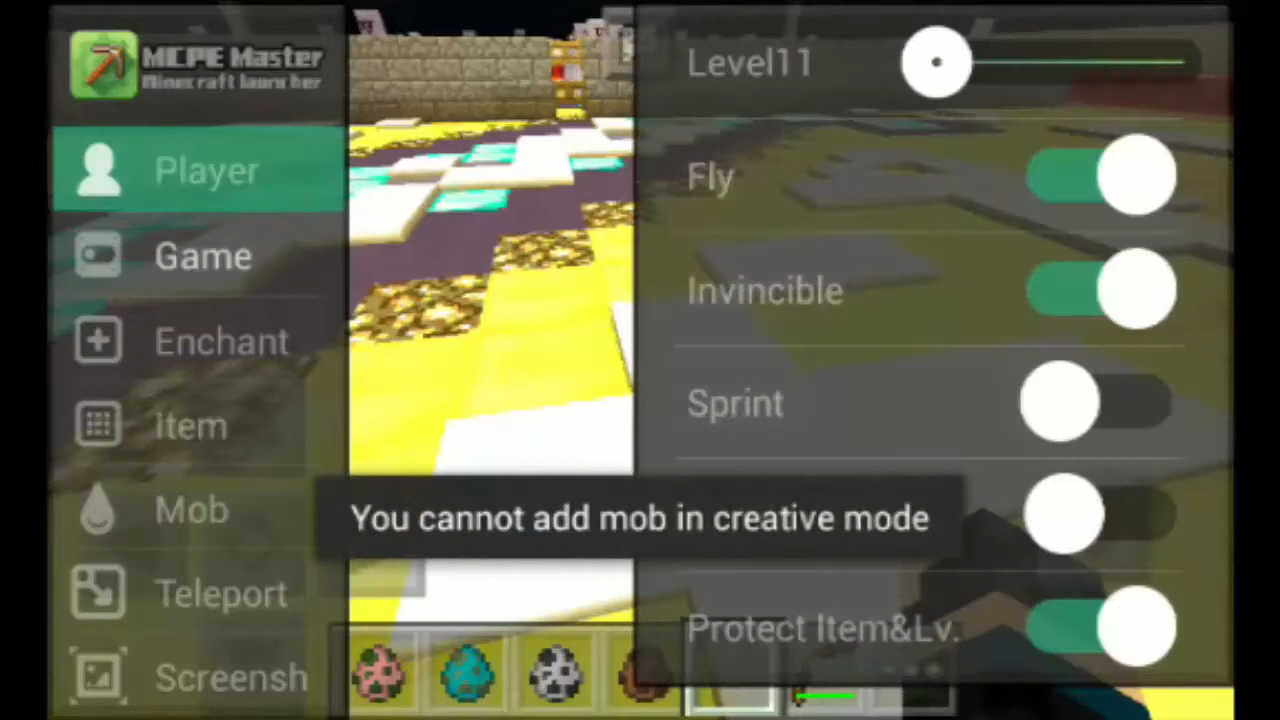 MCPE Master
Minecraft launcher
Player
Game
Enchant
Item
Mob
Teleport
Screensh
Level11
Fly
Invincible
Sprint
You cannot add mob in creative mode
Protect Item&Lv.